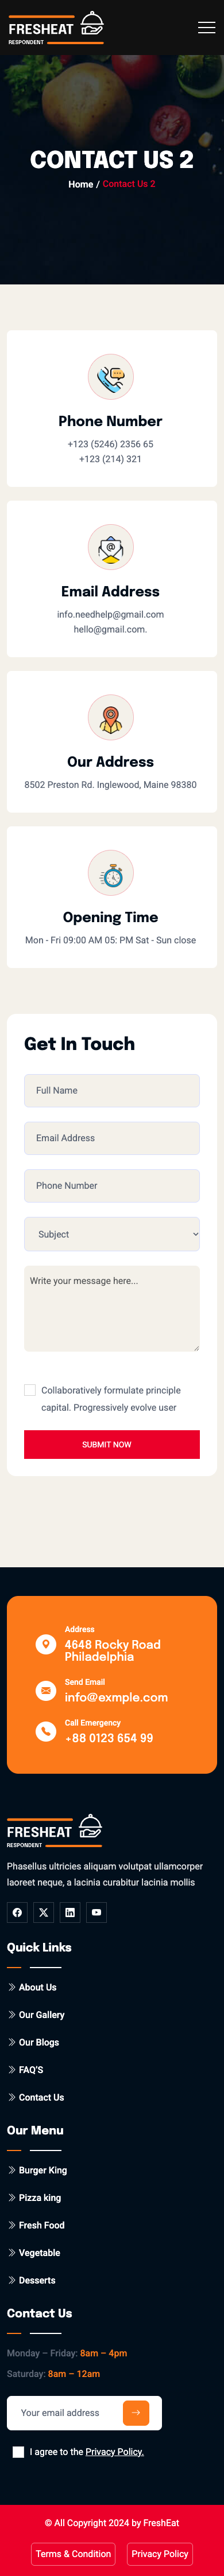 FRESHEAT
RESPONDENT
CONTACT US 2
Home / Contact Us 2
Phone Number
+123 (5246) 2356 65
+123 (214) 321
Email Address
info.needhelp@gmail.com
hello@gmail.com.
Our Address
8502 Preston Rd. Inglewood, Maine 98380
Opening Time
Mon - Fri 09:00 AM 05: PM Sat - Sun close
Get In Touch
Full Name
Email Address
Phone Number
Subject
Write your message here...
Collaboratively formulate principle
capital. Progressively evolve user
SUBMIT NOW
Address
4648 Rocky Road
Philadelphia
Send Email
info@exmple.com
Call Emergency
+88 0123 654 99
FRESHEAT
RESPONDENT
Phasellus ultricies aliquam volutpat ullamcorper
laoreet neque, a lacinia curabitur lacinia mollis
Quick Links
About Us
Our Gallery
Our Blogs
FAQ'S
Contact Us
Our Menu
Burger King
Pizza king
Fresh Food
Vegetable
Desserts
Contact Us
Monday – Friday: 8am – 4pm
Saturday: 8am – 12am
Your email address
I agree to the Privacy Policy.
© All Copyright 2024 by FreshEat
Terms & Condition Privacy Policy